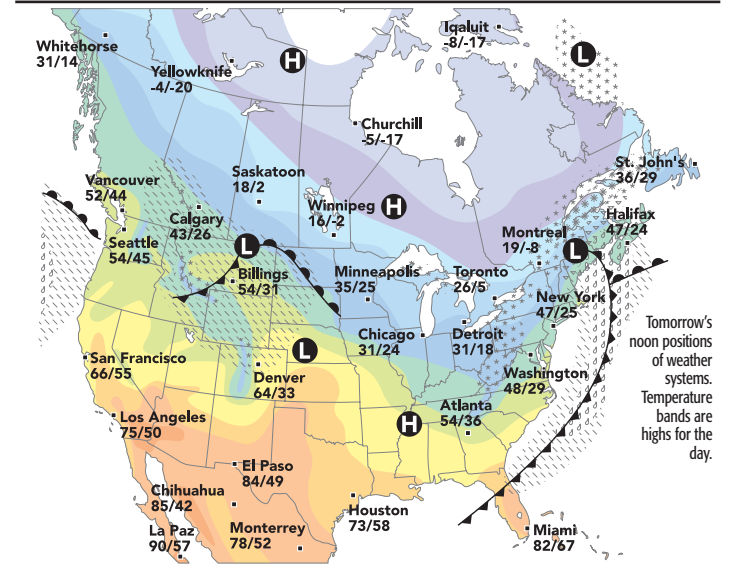 Iqaluit
-8/-17
L
Whitehorse
31/14
H
Yellowknife
-4/-20
Churchill
-5/-17
St. John's
36/29
Saskatoon
18/2
Vancouver
52/44
Winnipeg
16/-2
H
Calgary
43/26
Halifax
47/24
Montreal
19/-8
Seattle
54/45
L
L
Billings
54/31
Minneapolis
35/25
Toronto
26/5
New York
47/25
Tomorrow's
noon positions
of weather
systems.
Temperature
bands are
highs for the
day.
Chicago
31/24
Detroit
31/18
San Francisco
66/55
L
Denver
64/33
Washington
48/29
Los Angeles
75/50
H
Atlanta
54/36
El Paso
84/49
Chihuahua
85/42
Houston
73/58
La Paz
90/57
Monterrey
78/52
Miami
82/67